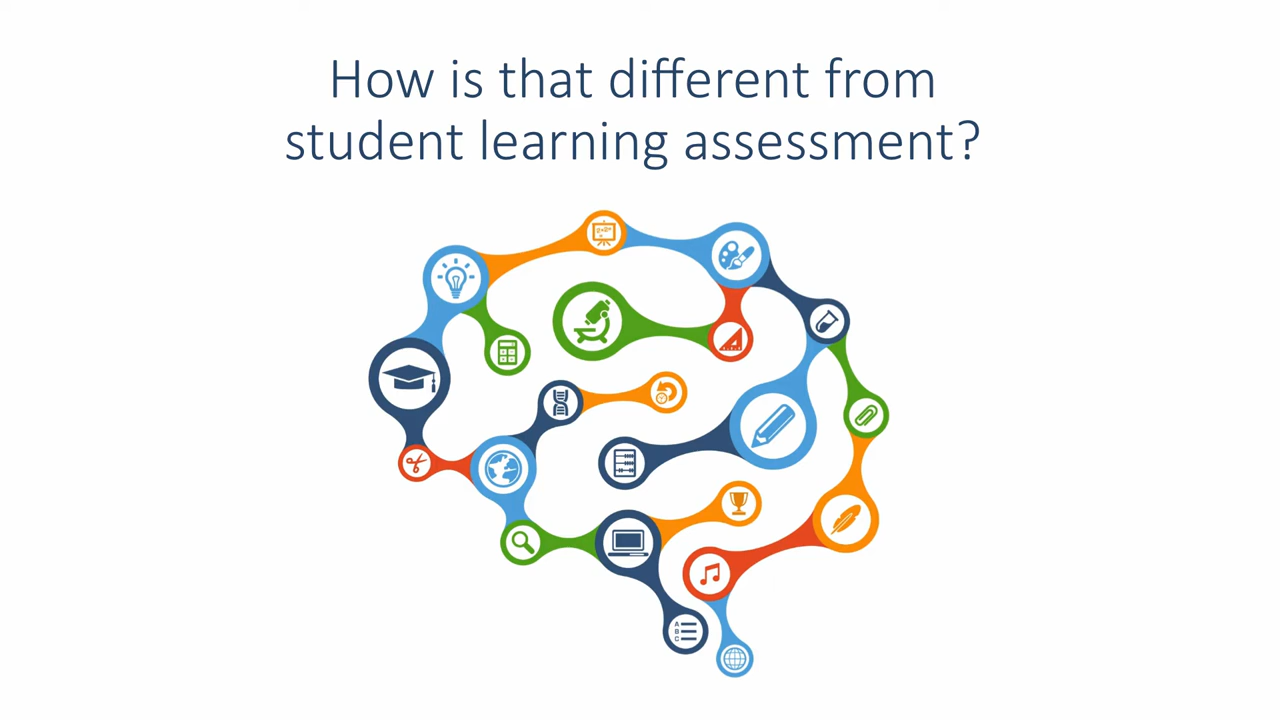 How is that different from
student learning assessment?
A
B
C